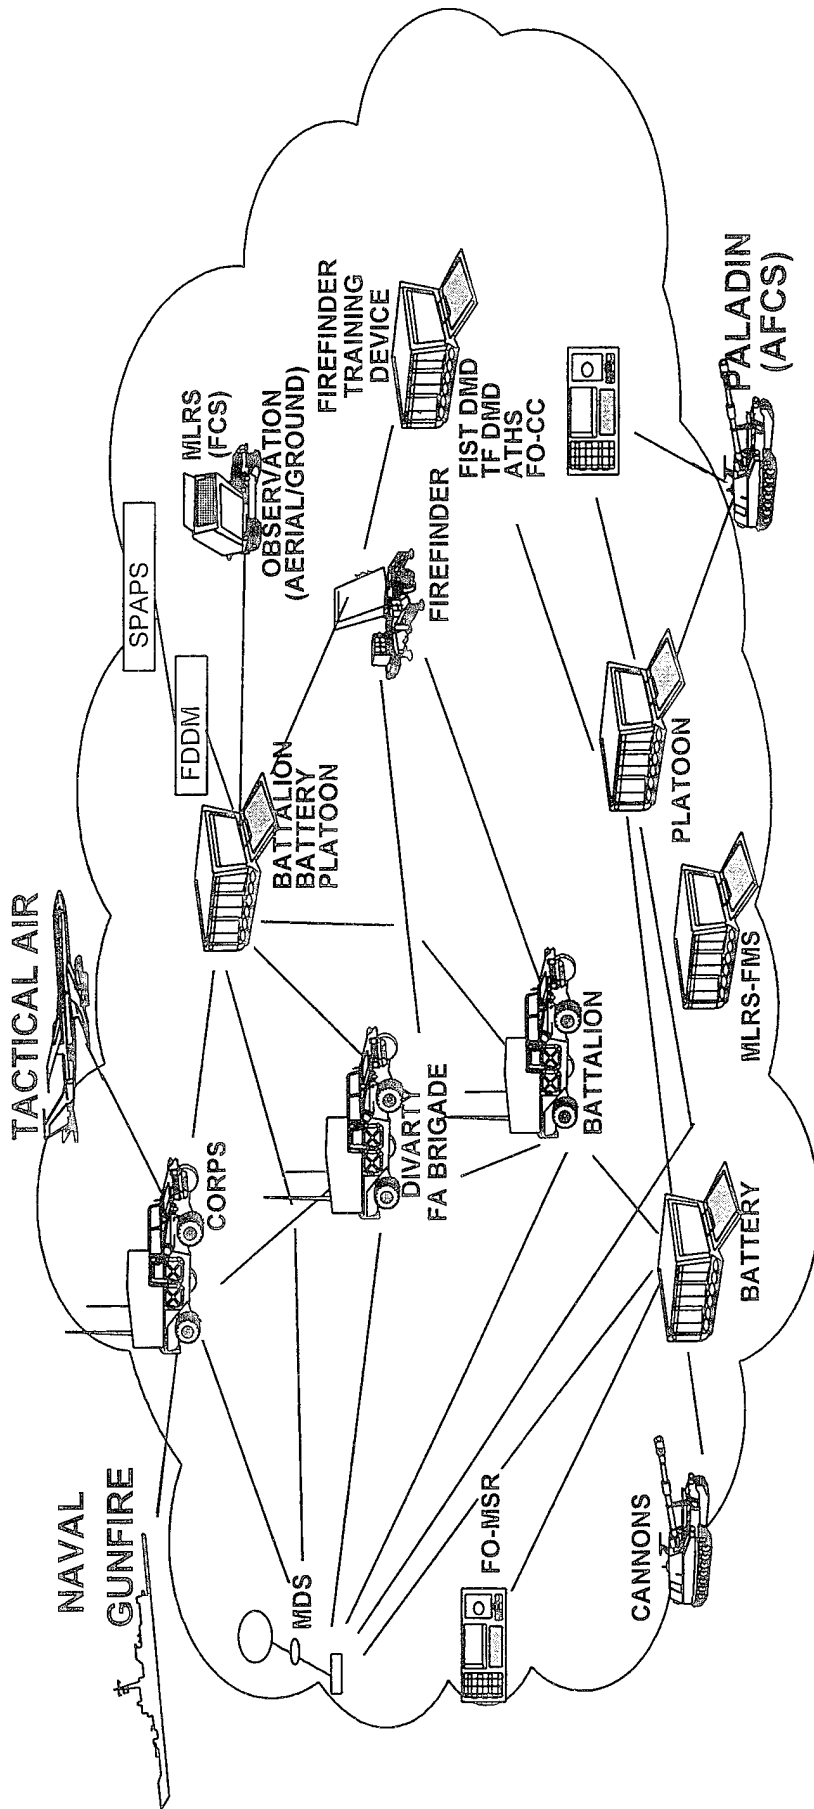 NAVAL
GUNFIRE
TACTICAL AIR
SPAPS
FDDM
MLRS
(FCS)
CORPS
BATTALION
BATTERY
PLATOON
OBSERVATION
(AERIAL/GROUND)
MDS
DIVARTY
FA BRIGADE
FIREFINDER
FIREFINDER
TRAINING
DEVICE
FO-MSR
BATTALION
FIST DMD
TF DMD
ATHS
FO-CC
PLATOON
MLRS-FMS
CANNONS
BATTERY
PALADIN
(AFCS)